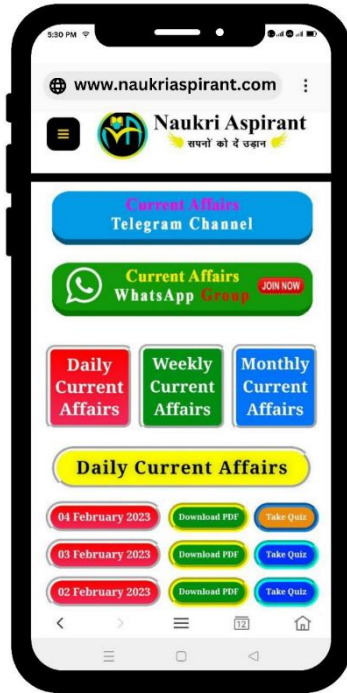 5:30 PM
www.naukriaspirant.com
Naukri Aspirant
सपनों को दें उड़ान
Current Affairs
Telegram Channel
Current Affairs
WhatsApp Group
JOIN NOW
Daily Current Affairs
Weekly Current Affairs
Monthly Current Affairs
Daily Current Affairs
04 February 2023 Download PDF Take Quiz
03 February 2023 Download PDF Take Quiz
02 February 2023 Download PDF Take Quiz
12